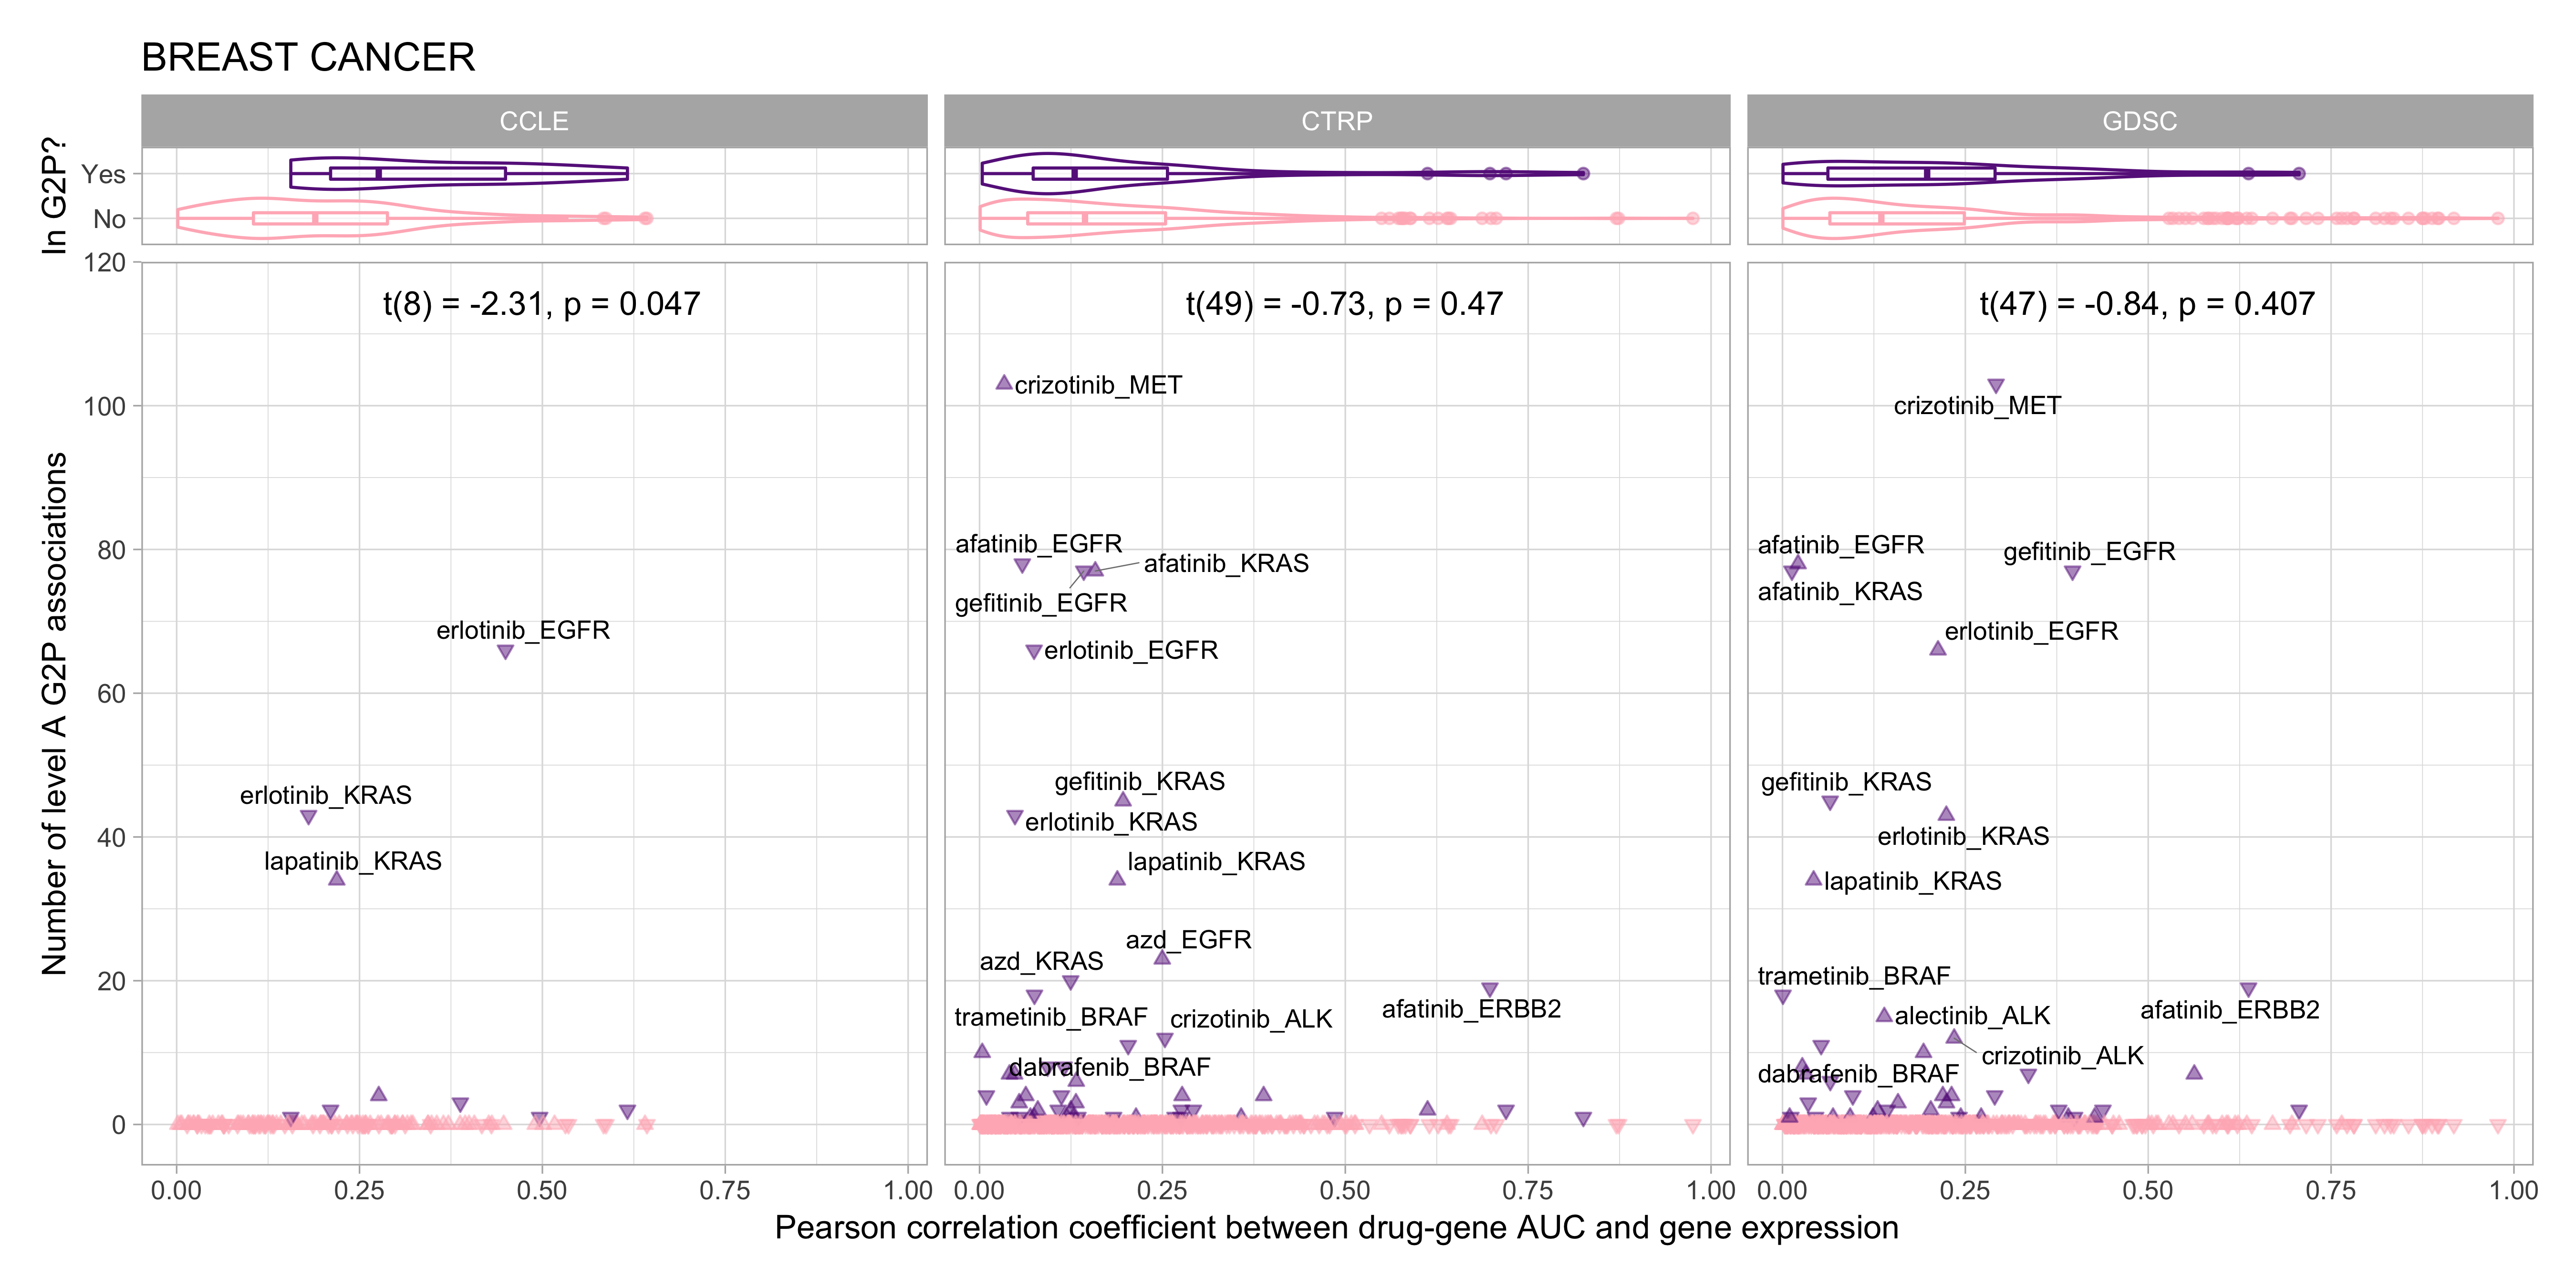 BREAST CANCER
CCLE
CTRP
GDSC
In G2P?
Yes
No
Number of level A G2P associations
120
100
80
60
40
20
0
t(8) = -2.31, p = 0.047
erlotinib_EGFR
erlotinib_KRAS
lapatinib_KRAS
0.00 0.25 0.50 0.75 1.00
t(49) = -0.73, p = 0.47
crizotinib_MET
afatinib_EGFR
afatinib_KRAS
gefitinib_EGFR
erlotinib_EGFR
gefitinib_KRAS
erlotinib_KRAS
lapatinib_KRAS
azd_EGFR
azd_KRAS
afatinib_ERBB2
trametinib_BRAF
crizotinib_ALK
dabrafenib_BRAF
0.00 0.25 0.50 0.75 1.00
t(47) = -0.84, p = 0.407
crizotinib_MET
afatinib_EGFR
gefitinib_EGFR
afatinib_KRAS
erlotinib_EGFR
gefitinib_KRAS
erlotinib_KRAS
lapatinib_KRAS
trametinib_BRAF
alectinib_ALK
afatinib_ERBB2
crizotinib_ALK
dabrafenib_BRAF
0.00 0.25 0.50 0.75 1.00
Pearson correlation coefficient between drug-gene AUC and gene expression